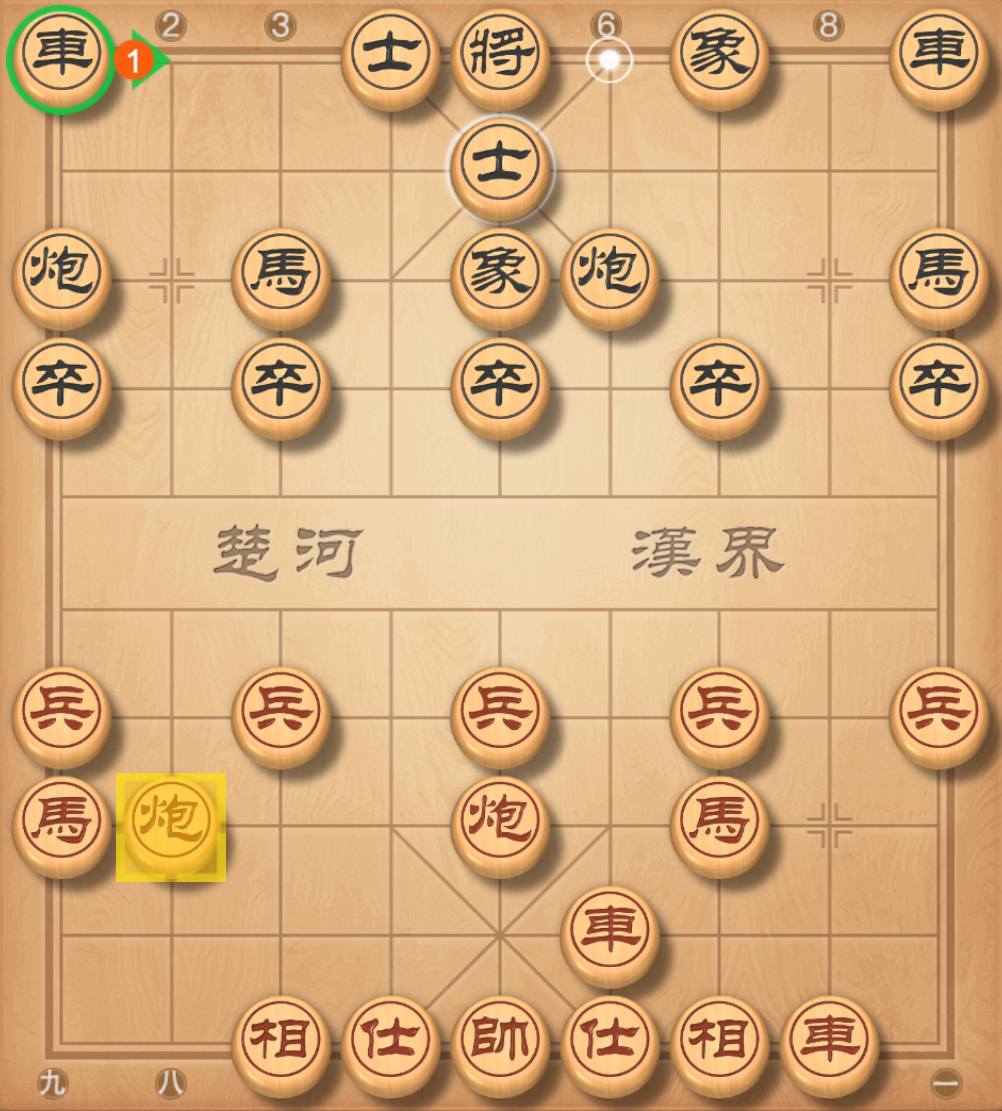 2 3 6 8
車 士 將 象 車
1
士
炮 馬 象 炮 馬
卒 卒 卒 卒 卒
楚河 漢界
兵 兵 兵 兵 兵
馬 炮 炮 馬
車
相 仕 帥 仕 相 車
九 八 一